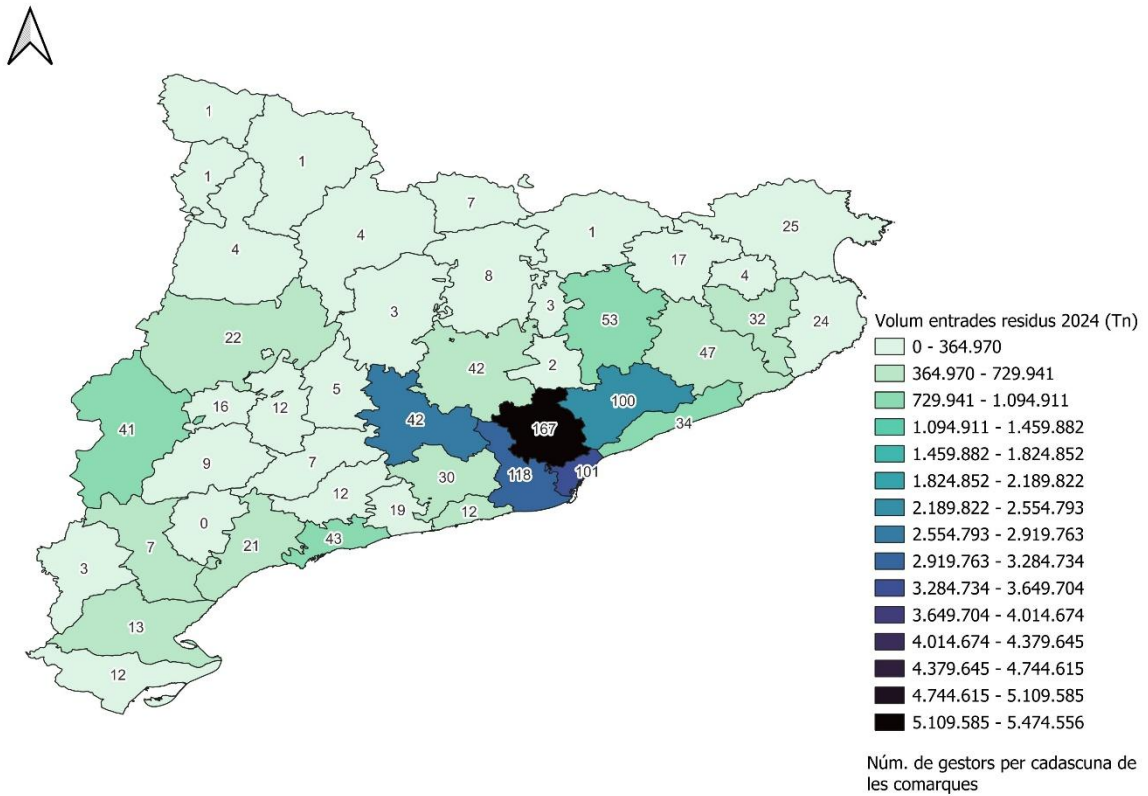 1
1
1
7
4
4
1
25
17
4
8
3
3
53
32
24
22
47
42
2
5
100
16
12
42
34
41
167
9
7
30
118
101
12
19
12
0
43
7
21
3
13
12
Volum entrades residus 2024 (Tn)
0 - 364.970
364.970 - 729.941
729.941 - 1.094.911
1.094.911 - 1.459.882
1.459.882 - 1.824.852
1.824.852 - 2.189.822
2.189.822 - 2.554.793
2.554.793 - 2.919.763
2.919.763 - 3.284.734
3.284.734 - 3.649.704
3.649.704 - 4.014.674
4.014.674 - 4.379.645
4.379.645 - 4.744.615
4.744.615 - 5.109.585
5.109.585 - 5.474.556
Núm. de gestors per cadascuna de
les comarques